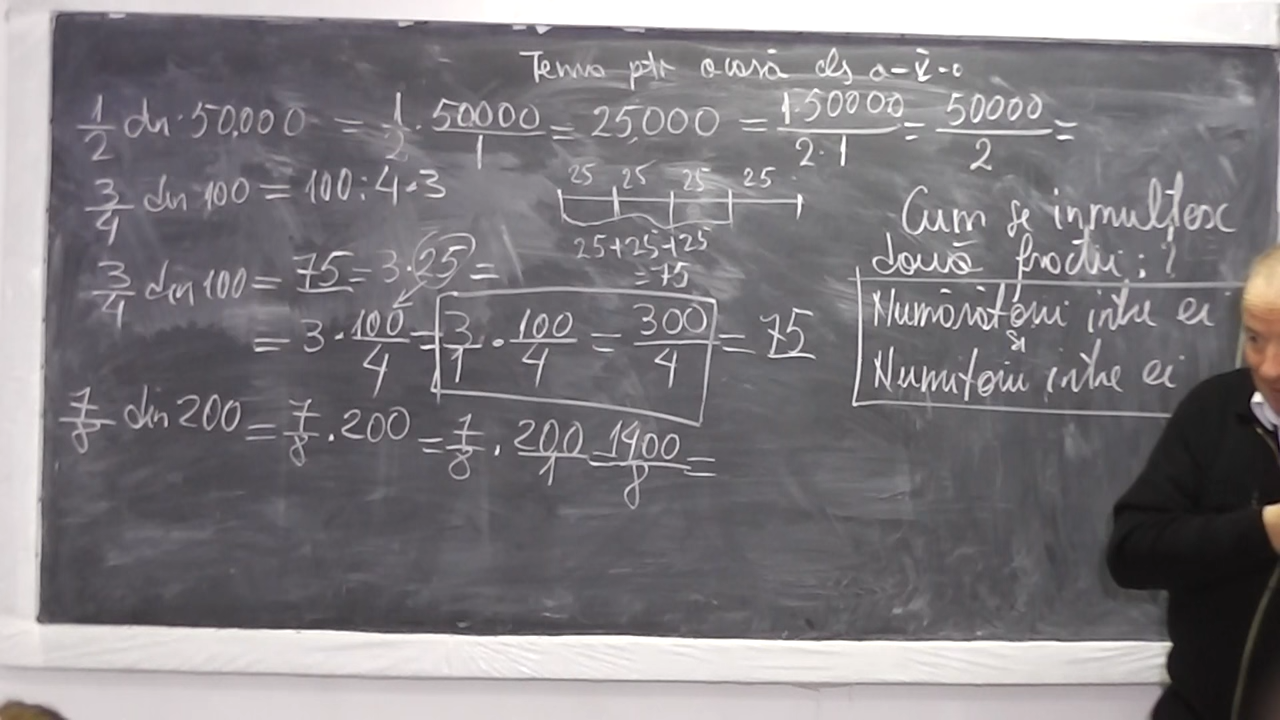 Tema ptr acasă cls a-V-a
1/2 din 50.000 = 1/2 · 50000/1 = 25.000 = 1·50000/2·1 = 50000/2 =
3/4 din 100 = 100:4·3
25 25 25 25
25+25+25
=75
3/4 din 100 = 75 = 3·25 =
= 3 · 100/4 = 3/1 · 100/4 = 300/4 = 75
7/8 din 200 = 7/8 · 200 = 7/8 · 200/1 = 1400/8 =
Cum se inmulțesc
două fracții;?
Numărătorii intre ei
și
Numitorii intre ei